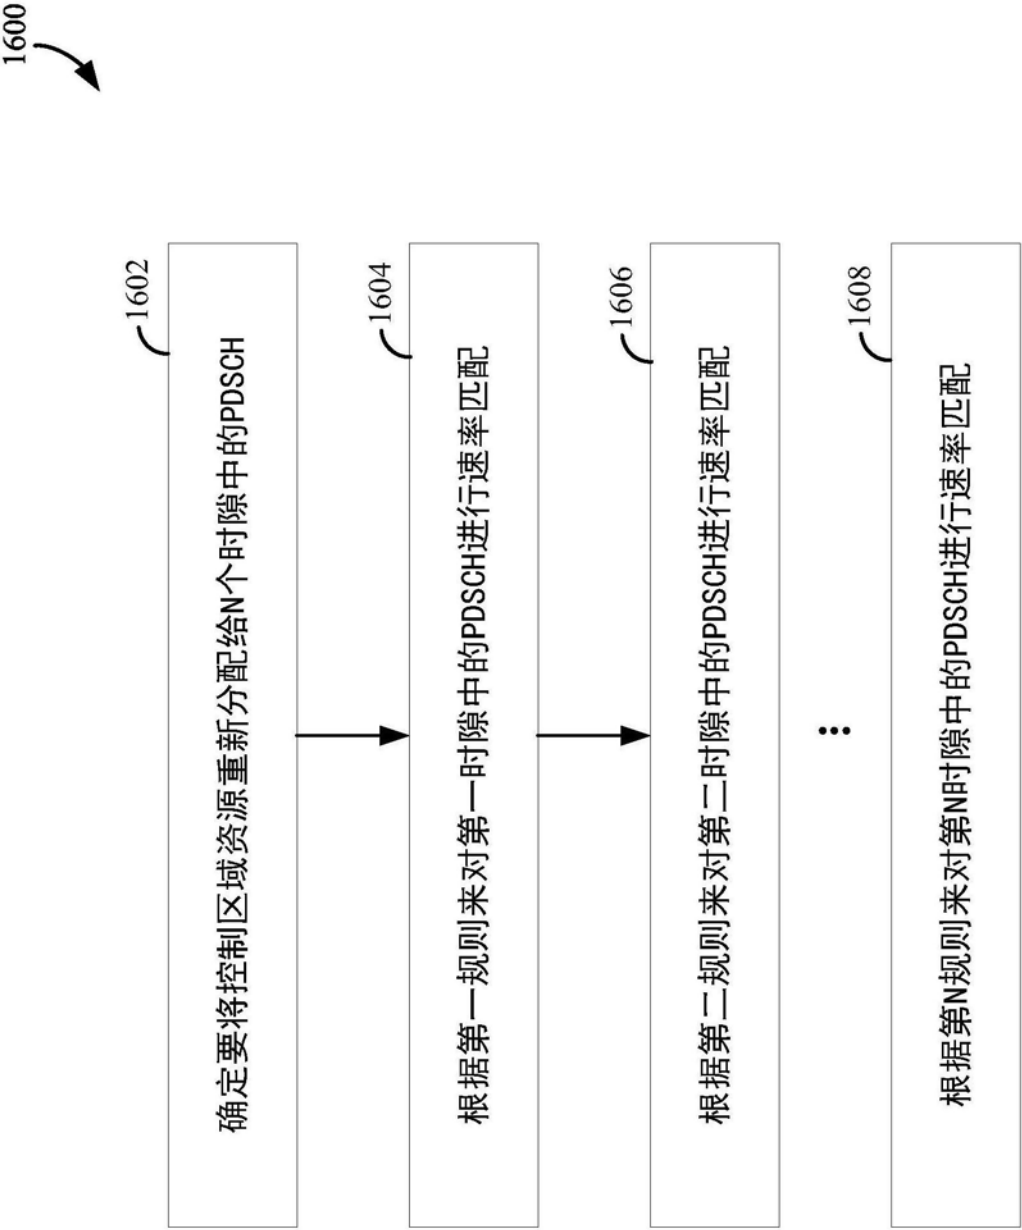 1600
1602
确定要将控制区域资源重新分配给N个时隙中的PDSCH
1604
根据第一规则来对第一时隙中的PDSCH进行速率匹配
1606
根据第二规则来对第二时隙中的PDSCH进行速率匹配
...
1608
根据第N规则来对第N时隙中的PDSCH进行速率匹配